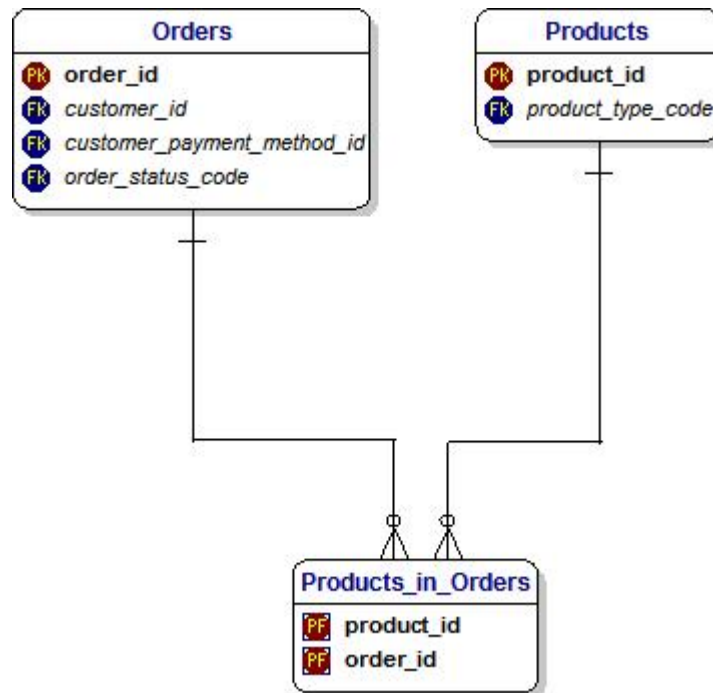 Orders
PK order_id
FK customer_id
FK customer_payment_method_id
FK order_status_code
Products
PK product_id
FK product_type_code
Products_in_Orders
PF product_id
PF order_id